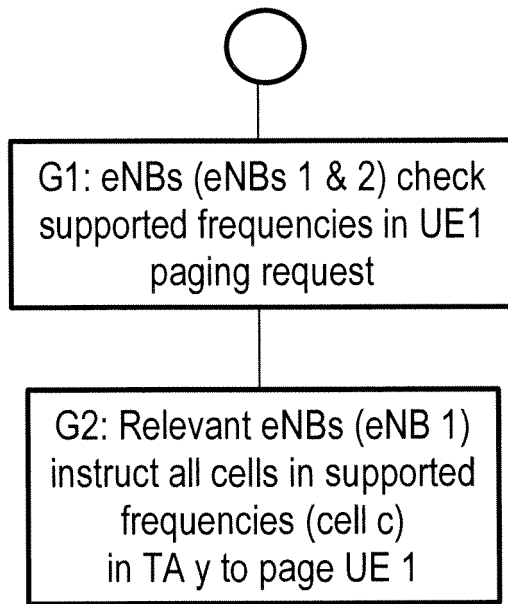 G1: eNBs (eNBs 1 & 2) check
supported frequencies in UE1
paging request
G2: Relevant eNBs (eNB 1)
instruct all cells in supported
frequencies (cell c)
in TA y to page UE 1